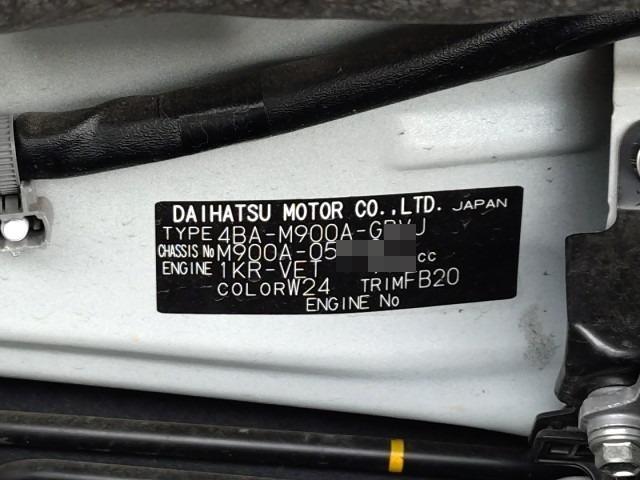 DAIHATSU MOTOR CO.,LTD. JAPAN
TYPE 4BA-M900A-
CHASSIS No M900A-05
ENGINE 1KR-VET cc
COLOR W24 TRIM FB20
ENGINE No